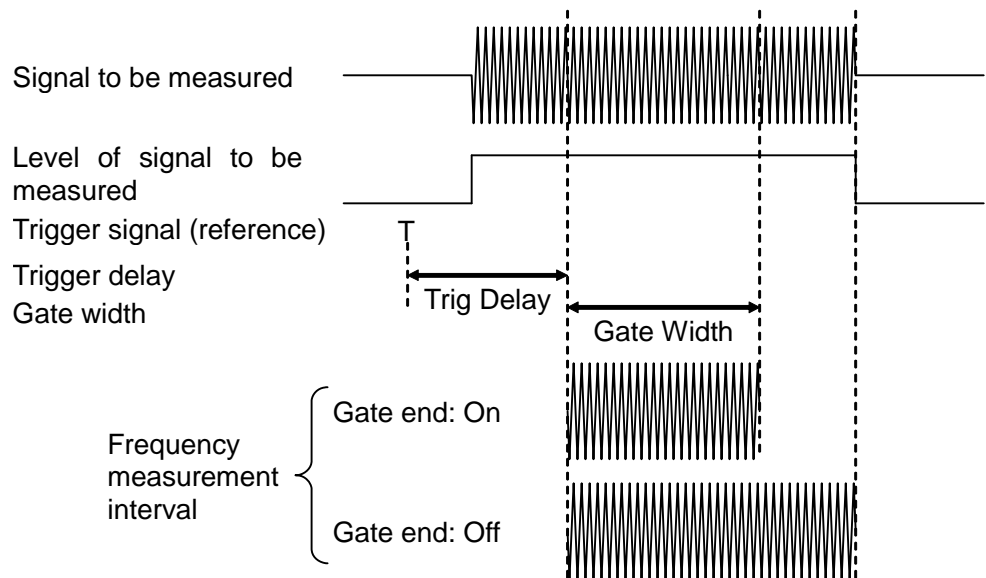 Signal to be measured
Level of signal to be
measured
Trigger signal (reference)
T
Trigger delay
Trig Delay
Gate width
Gate Width
Gate end: On
Frequency
measurement
interval
Gate end: Off